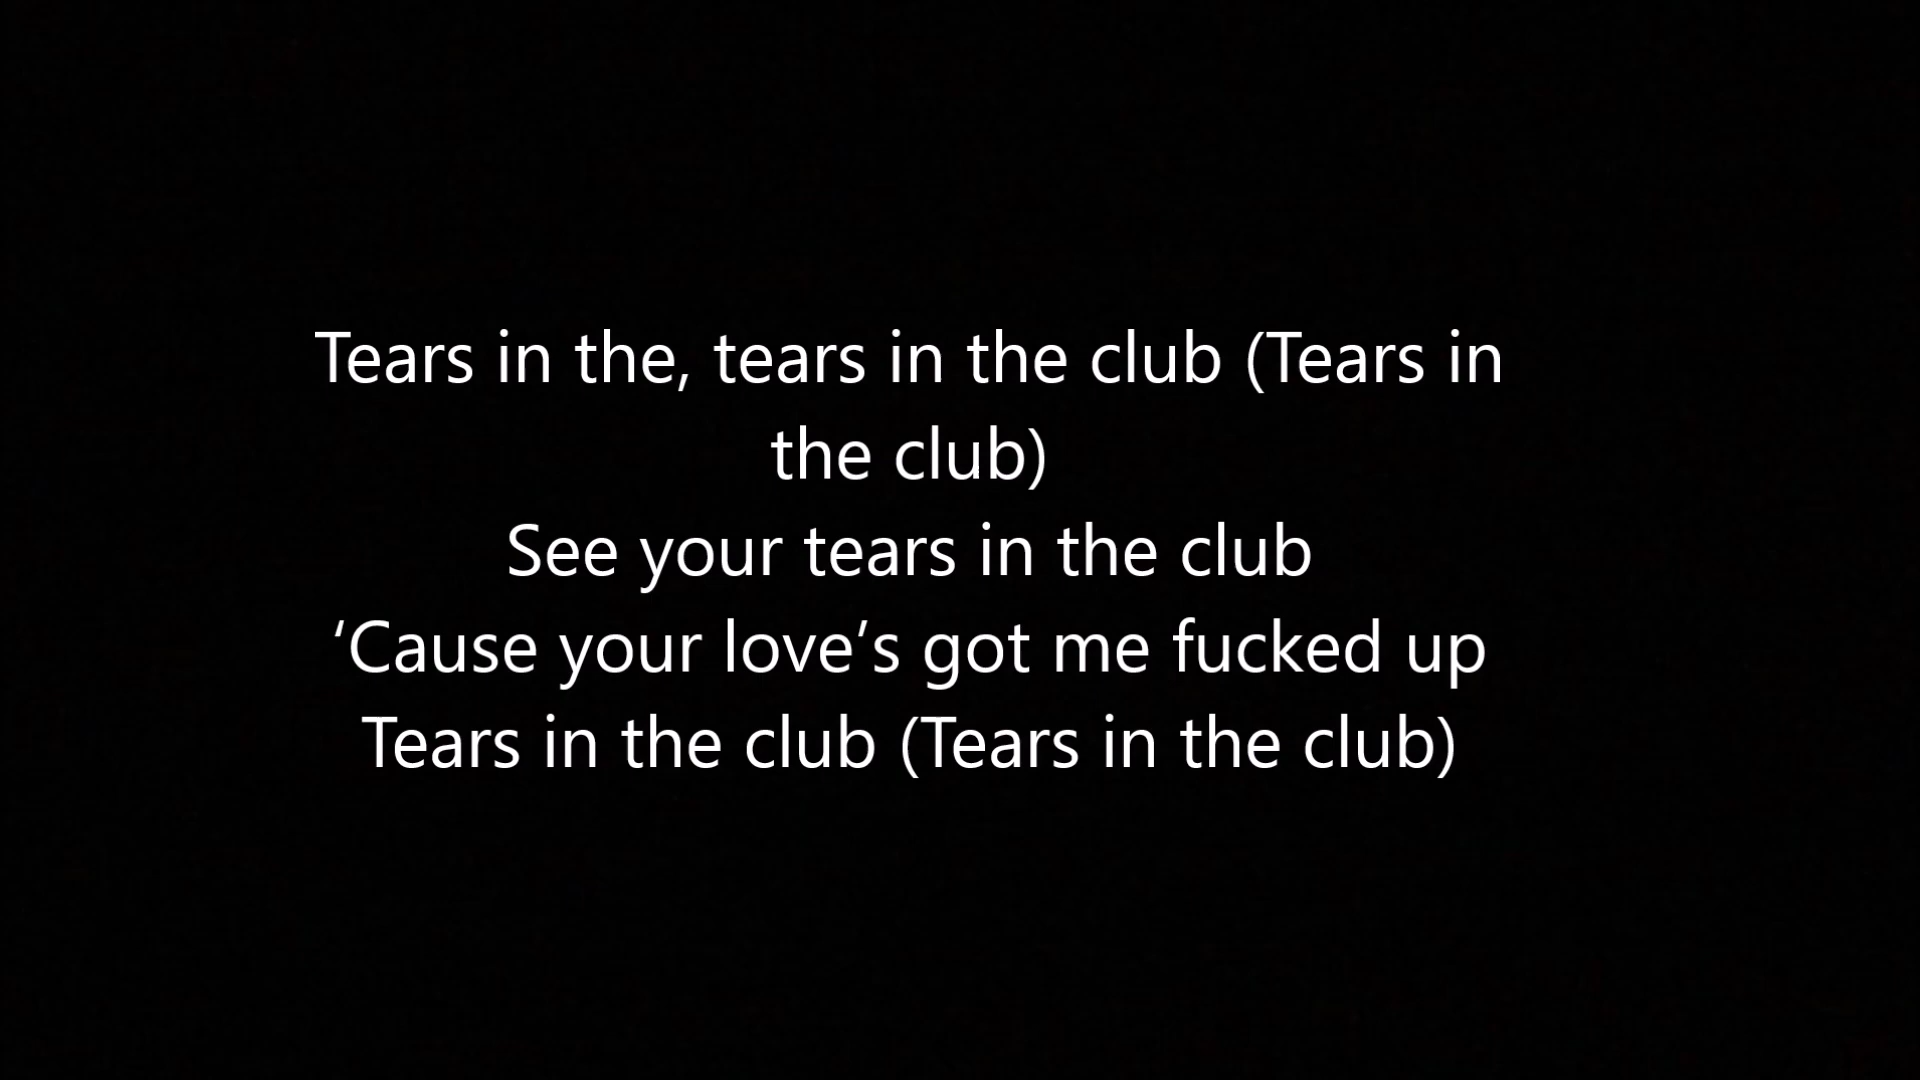 Tears in the, tears in the club (Tears in
the club)
See your tears in the club
‘Cause your love’s got me fucked up
Tears in the club (Tears in the club)